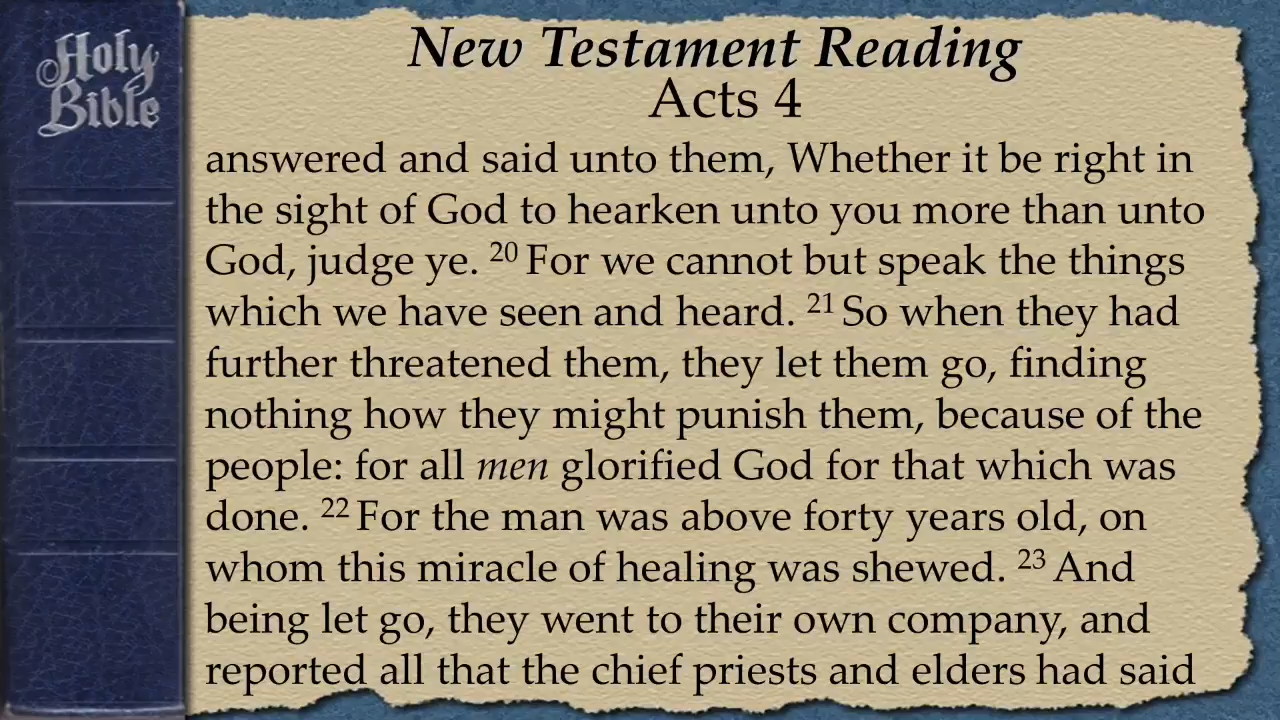 Holy
Bible
New Testament Reading
Acts 4
answered and said unto them, Whether it be right in
the sight of God to hearken unto you more than unto
God, judge ye. 20 For we cannot but speak the things
which we have seen and heard. 21 So when they had
further threatened them, they let them go, finding
nothing how they might punish them, because of the
people: for all men glorified God for that which was
done. 22 For the man was above forty years old, on
whom this miracle of healing was shewed. 23 And
being let go, they went to their own company, and
reported all that the chief priests and elders had said